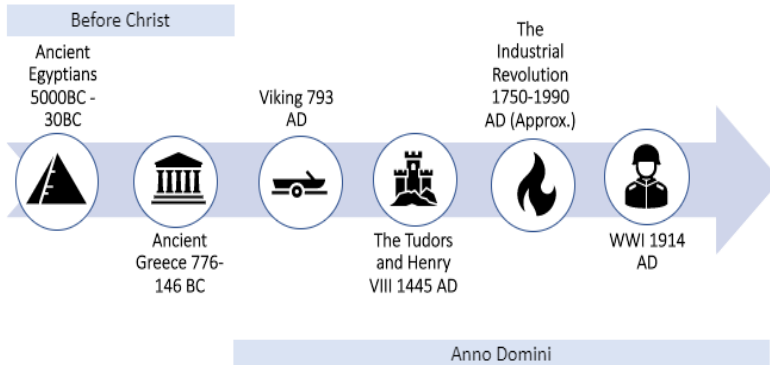 Before Christ
Ancient
Egyptians
5000BC -
30BC
Ancient
Greece 776-
146 BC
Viking 793
AD
The Tudors
and Henry
VIII 1445 AD
The
Industrial
Revolution
1750-1990
AD (Approx.)
WWI 1914
AD
Anno Domini